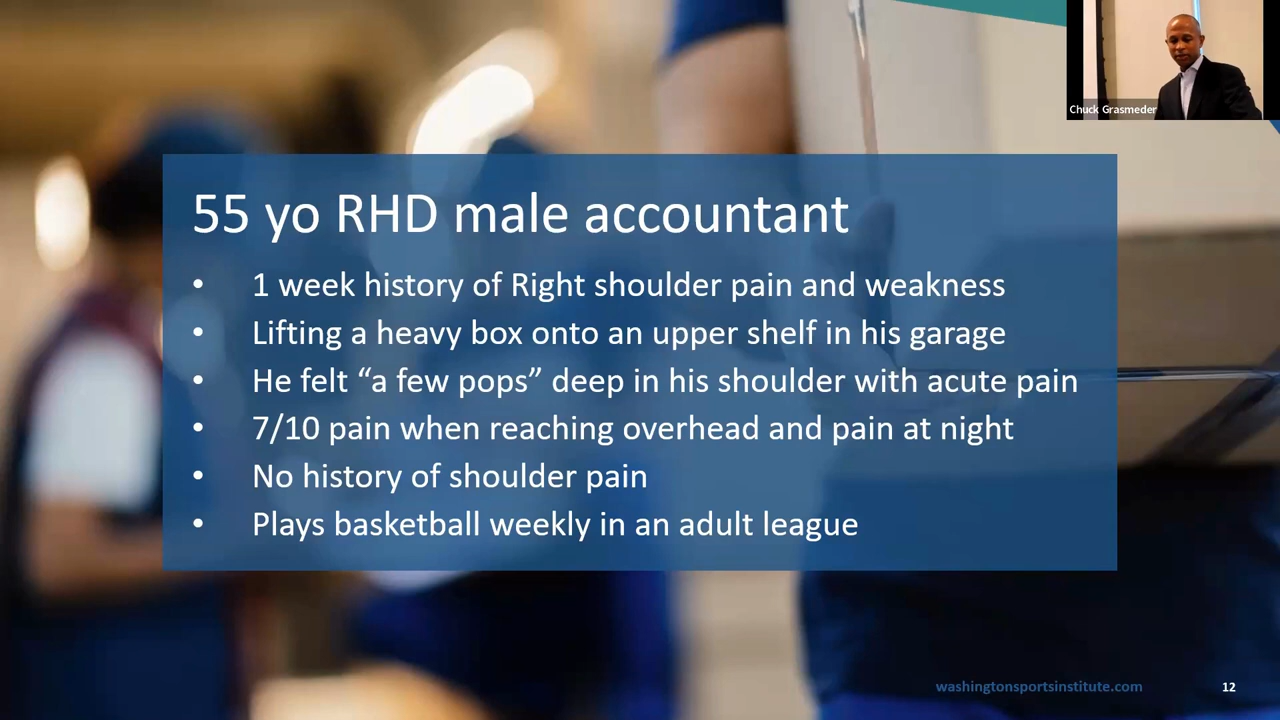 Chuck Grasmeder
55 yo RHD male accountant
• 1 week history of Right shoulder pain and weakness
• Lifting a heavy box onto an upper shelf in his garage
• He felt “a few pops” deep in his shoulder with acute pain
• 7/10 pain when reaching overhead and pain at night
• No history of shoulder pain
• Plays basketball weekly in an adult league
washingtonsportsinstitute.com
12